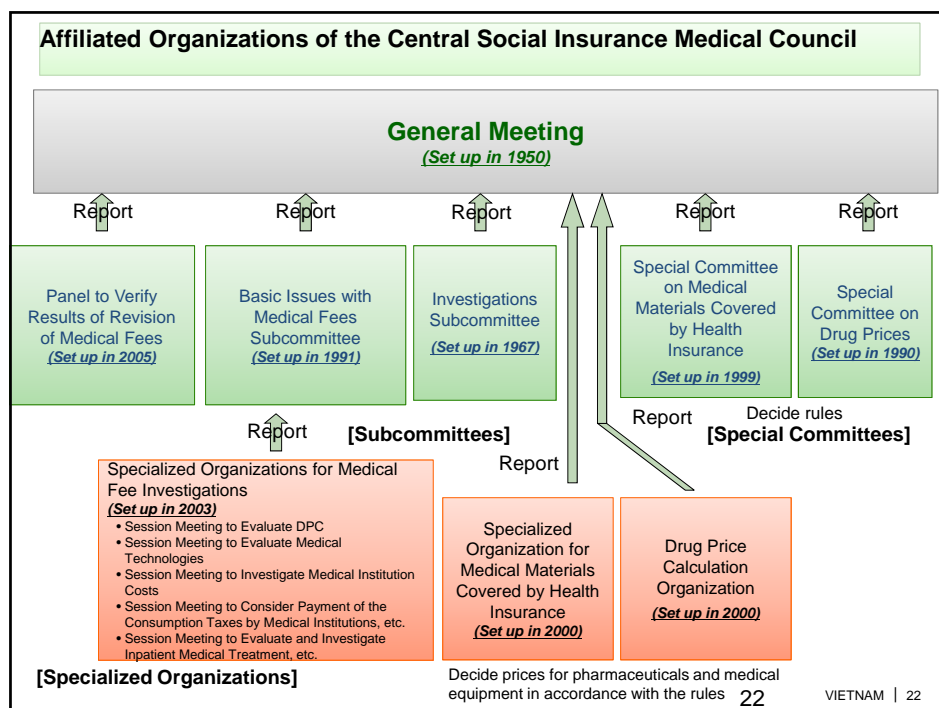 Affiliated Organizations of the Central Social Insurance Medical Council
General Meeting
(Set up in 1950)
Report
Report
Report
Report
Report
Panel to Verify
Results of Revision
of Medical Fees
(Set up in 2005)
Basic Issues with
Medical Fees
Subcommittee
(Set up in 1991)
Investigations
Subcommittee
(Set up in 1967)
Special Committee
on Medical
Materials Covered
by Health
Insurance
(Set up in 1999)
Special
Committee on
Drug Prices
(Set up in 1990)
Report
[Subcommittees]
Report
Report
Decide rules
[Special Committees]
Specialized Organizations for Medical
Fee Investigations
(Set up in 2003)
• Session Meeting to Evaluate DPC
• Session Meeting to Evaluate Medical
Technologies
• Session Meeting to Investigate Medical Institution
Costs
• Session Meeting to Consider Payment of the
Consumption Taxes by Medical Institutions, etc.
• Session Meeting to Evaluate and Investigate
Inpatient Medical Treatment, etc.
Specialized
Organization for
Medical Materials
Covered by Health
Insurance
(Set up in 2000)
Drug Price
Calculation
Organization
(Set up in 2000)
[Specialized Organizations]
Decide prices for pharmaceuticals and medical
equipment in accordance with the rules
22
VIETNAM | 22